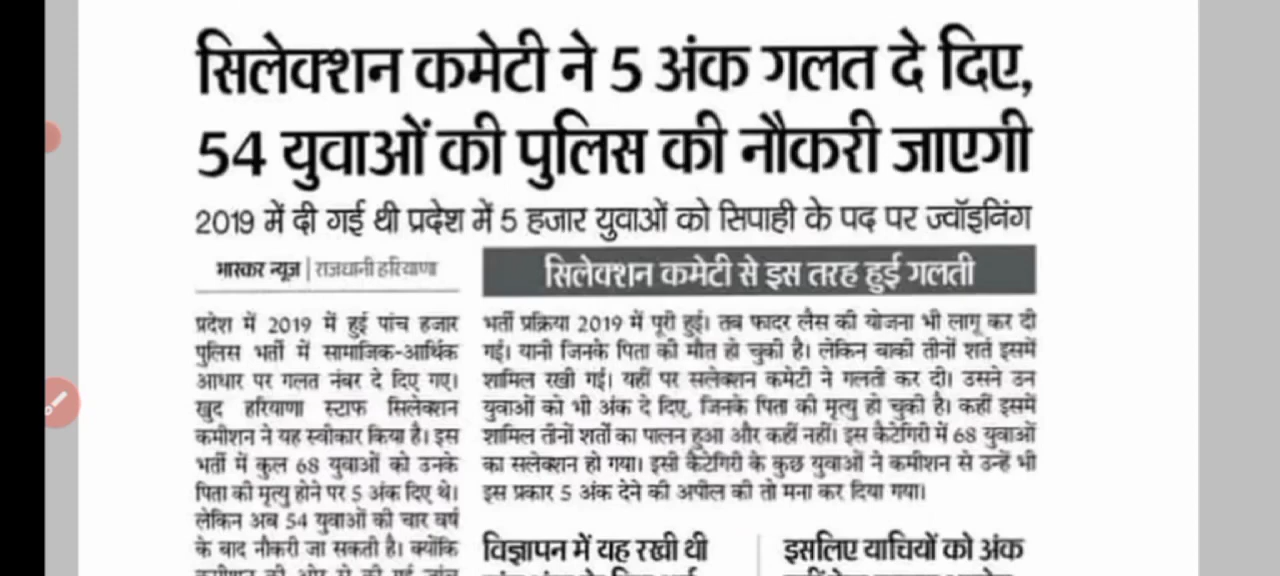 सिलेक्शन कमेटी ने 5 अंक गलत दे दिए,
54 युवाओं की पुलिस की नौकरी जाएगी
2019 में दी गई थी प्रदेश में 5 हजार युवाओं को सिपाही के पद पर ज्वॉइनिंग
भास्कर न्यूज | राजधानी हरियाणा
प्रदेश में 2019 में हुई पांच हजार
पुलिस भर्ती में सामाजिक-आर्थिक
आधार पर गलत नंबर दे दिए गए।
खुद हरियाणा स्टाफ सिलेक्शन
कमीशन ने यह स्वीकार किया है। इस
भर्ती में कुल 68 युवाओं को उनके
पिता की मृत्यु होने पर 5 अंक दिए थे।
लेकिन अब 54 युवाओं की चार वर्ष
के बाद नौकरी जा सकती है। क्योंकि
सिलेक्शन कमेटी से इस तरह हुई गलती
भर्ती प्रक्रिया 2019 में पूरी हुई। तब फादर लैस की योजना भी लागू कर दी
गई। यानी जिनके पिता की मौत हो चुकी है। लेकिन बाकी तीनों शर्त इसमें
शामिल रखी गई। यहीं पर सलेक्शन कमेटी ने गलती कर दी। उसने उन
युवाओं को भी अंक दे दिए, जिनके पिता की मृत्यु हो चुकी है। कहीं इसमें
शामिल तीनों शर्तों का पालन हुआ और कहीं नहीं। इस कैटेगिरी में 68 युवाओं
का सलेक्शन हो गया। इसी कैटेगिरी के कुछ युवाओं ने कमीशन से उन्हें भी
इस प्रकार 5 अंक देने की अपील की तो मना कर दिया गया।
विज्ञापन में यह रखी थी
इसलिए याचियों को अंक